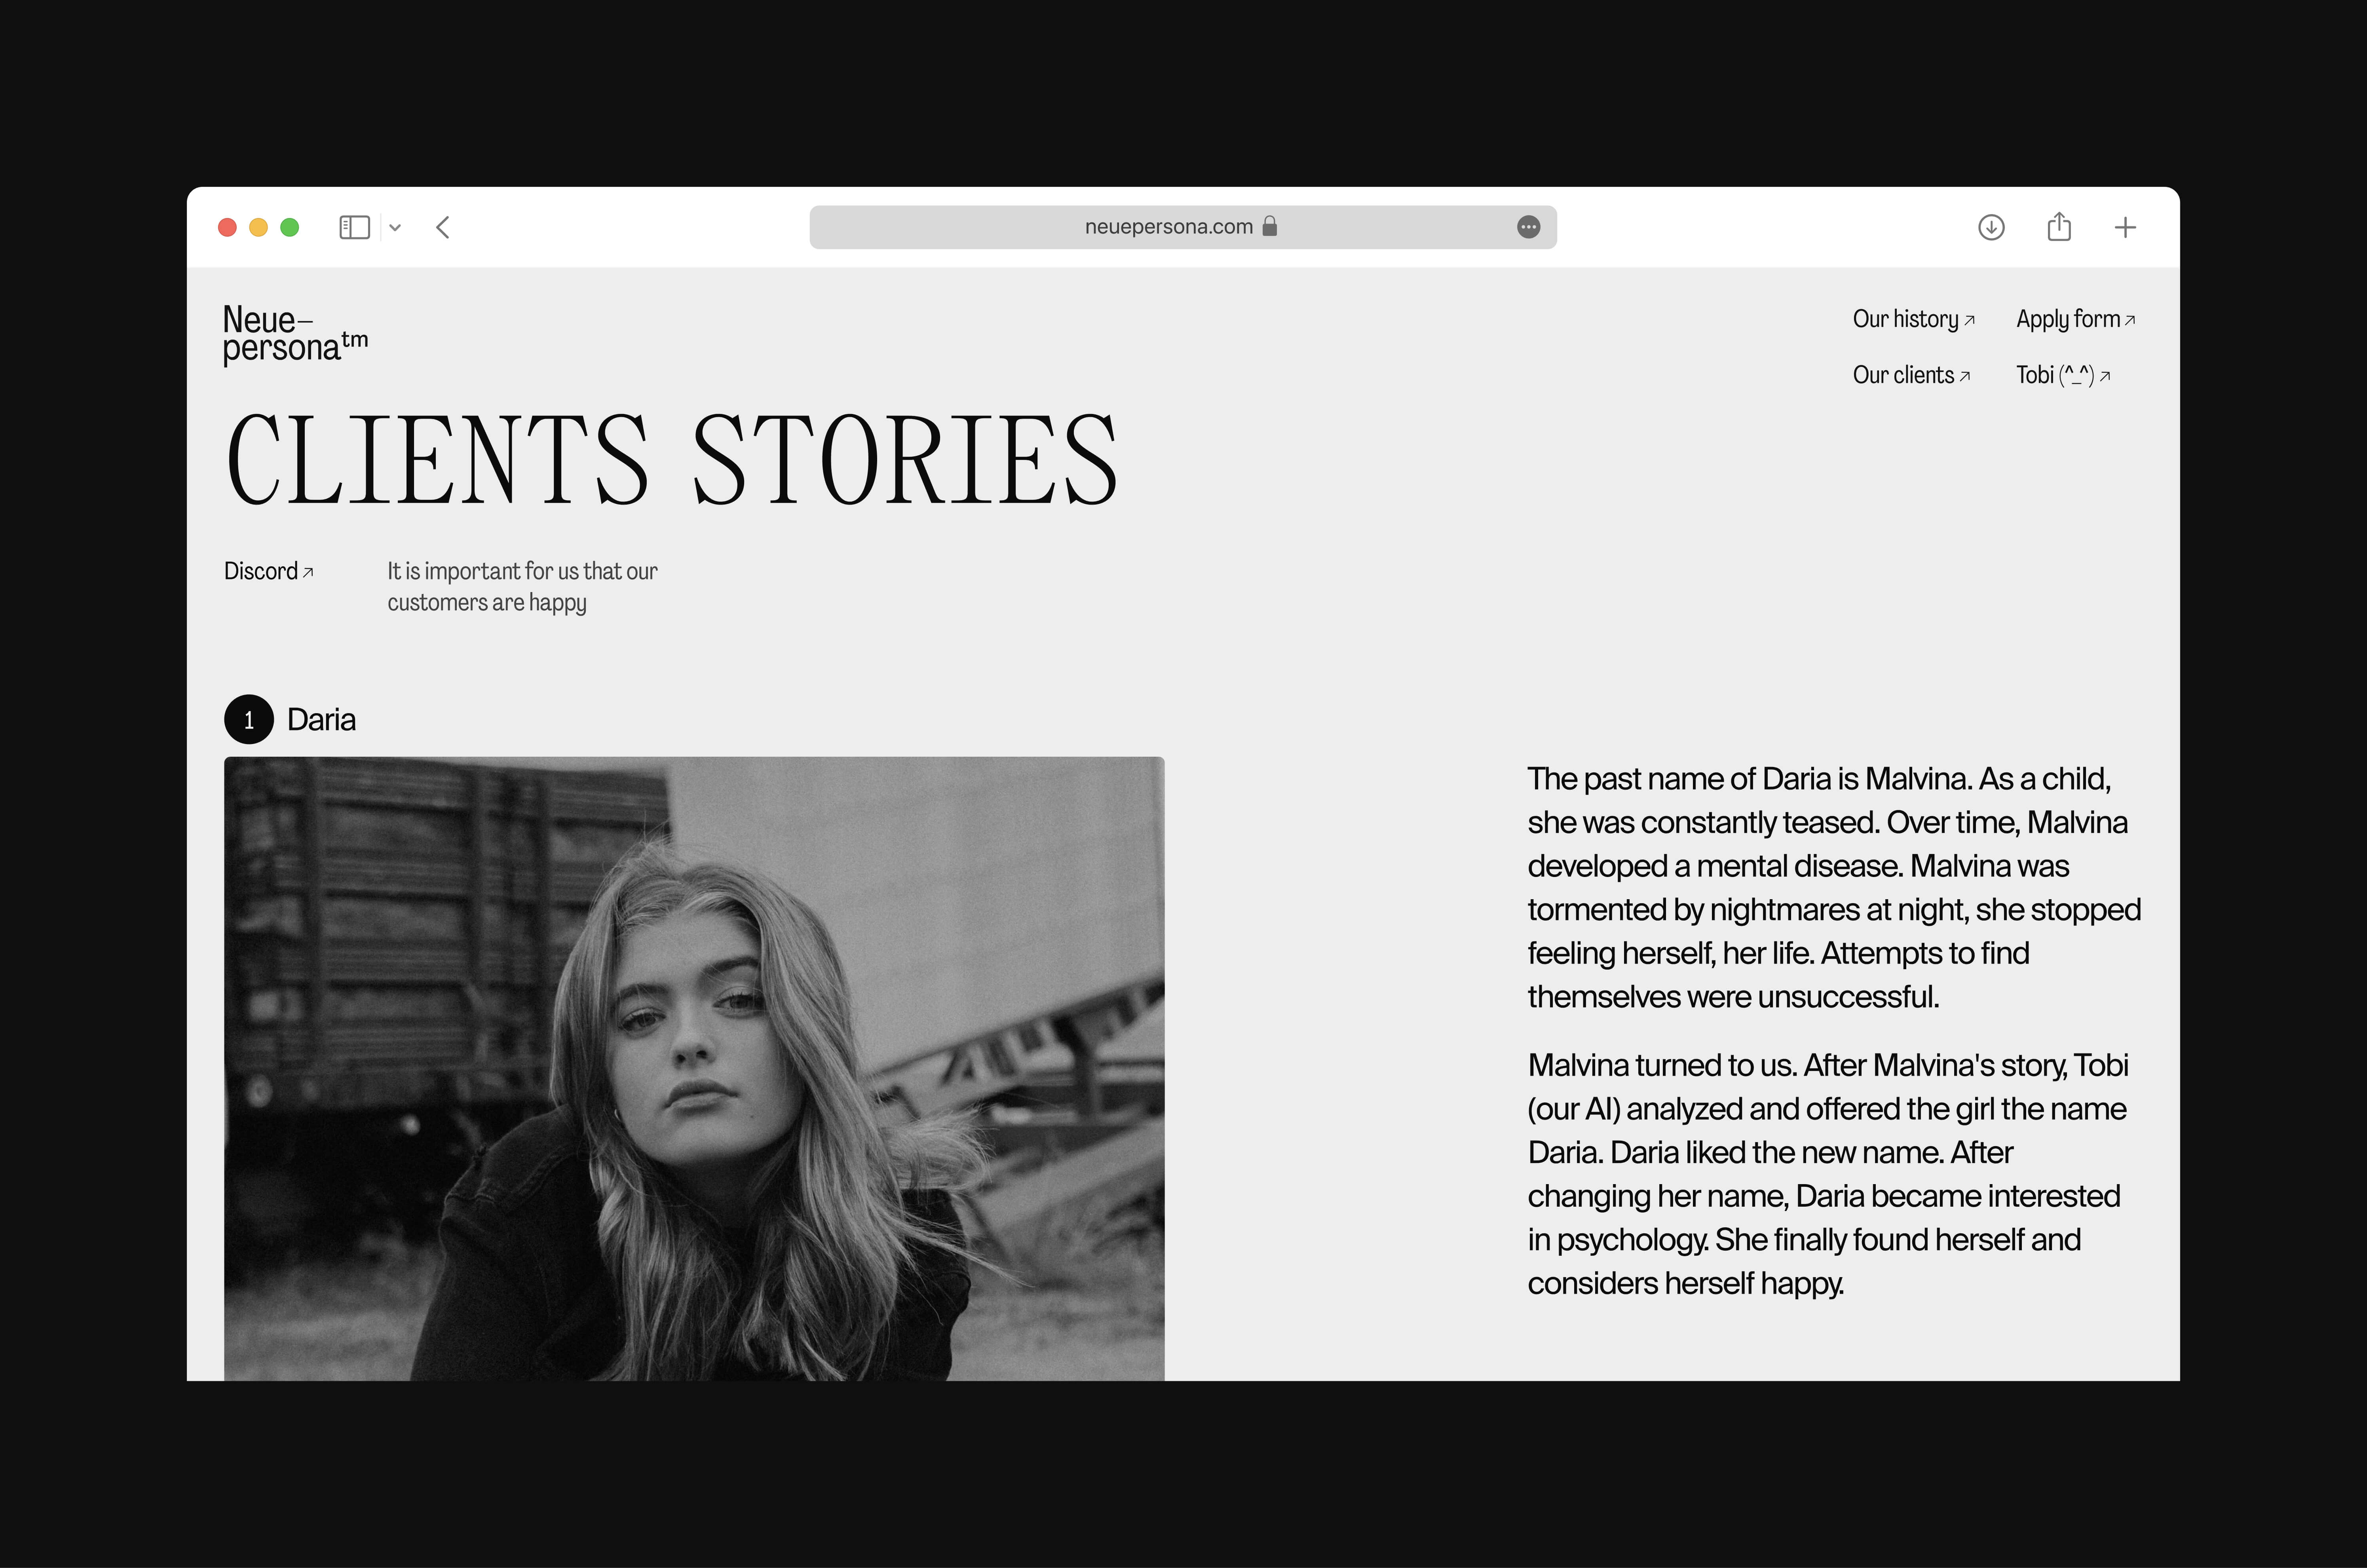 neuepersona.com
Neue–
persona™
Our history ↗ Apply form ↗
Our clients ↗ Tobi (^_^) ↗
CLIENTS STORIES
Discord ↗
It is important for us that our
customers are happy
1 Daria
The past name of Daria is Malvina. As a child,
she was constantly teased. Over time, Malvina
developed a mental disease. Malvina was
tormented by nightmares at night, she stopped
feeling herself, her life. Attempts to find
themselves were unsuccessful.
Malvina turned to us. After Malvina's story, Tobi
(our AI) analyzed and offered the girl the name
Daria. Daria liked the new name. After
changing her name, Daria became interested
in psychology. She finally found herself and
considers herself happy.